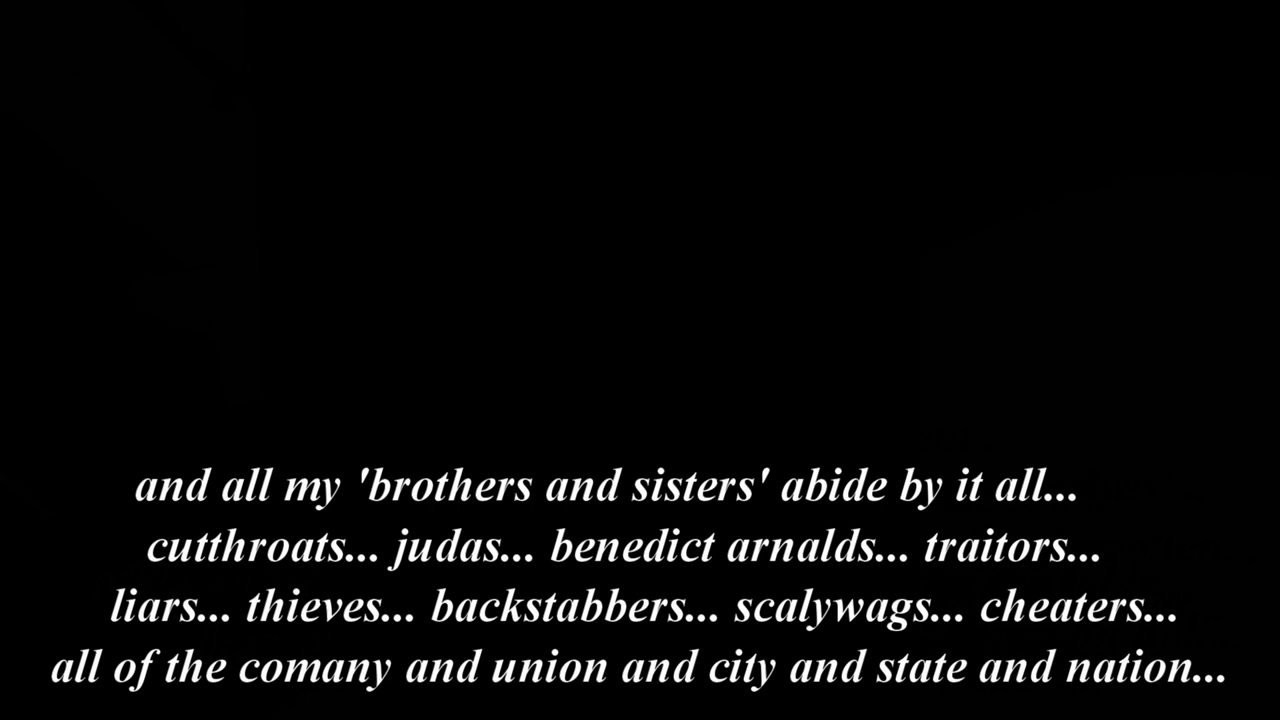 and all my 'brothers and sisters' abide by it all...
cutthroats... judas... benedict arnalds... traitors...
liars... thieves... backstabbers... scalywags... cheaters...
all of the comany and union and city and state and nation...